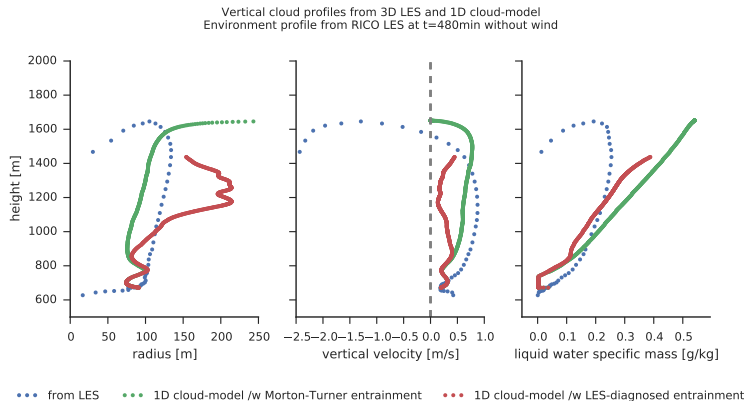 Vertical cloud profiles from 3D LES and 1D cloud-model
Environment profile from RICO LES at t=480min without wind
height [m]
2000
1800
1600
1400
1200
1000
800
600
0 50 100 150 200 250
radius [m]
−2.5 −2.0 −1.5 −1.0 −0.5 0.0 0.5 1.0
vertical velocity [m/s]
0.0 0.1 0.2 0.3 0.4 0.5
liquid water specific mass [g/kg]
from LES
1D cloud-model /w Morton-Turner entrainment
1D cloud-model /w LES-diagnosed entrainment